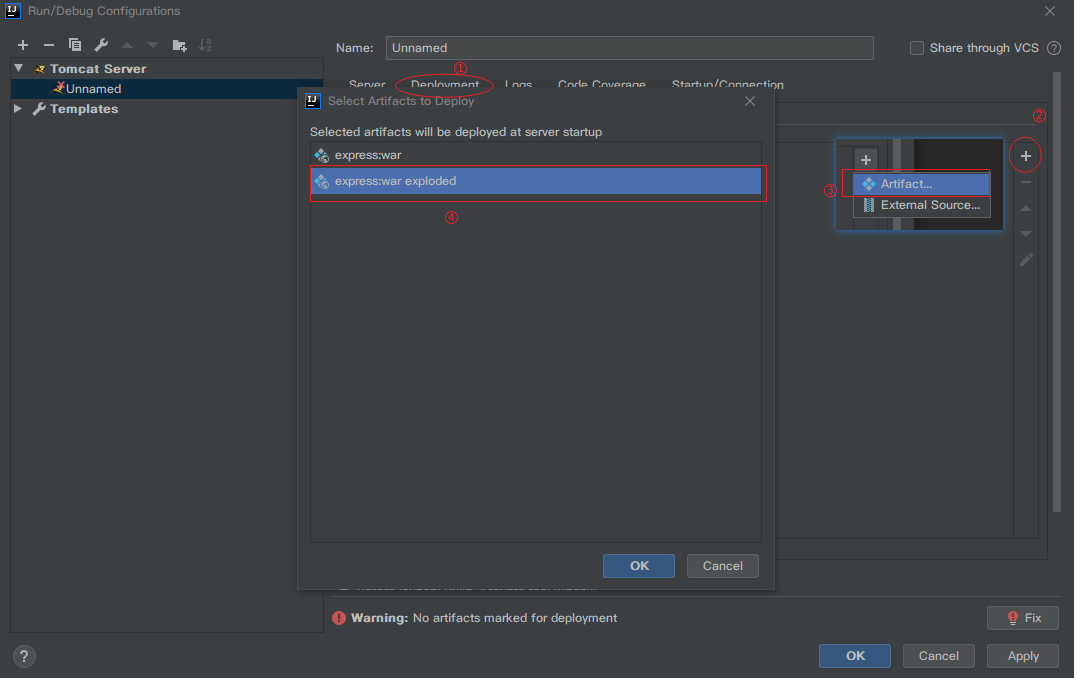 Run/Debug Configurations
Name: Unnamed Share through VCS ?
Tomcat Server
Unnamed
Templates
①
Server Deployment Logs Code Coverage Startup/Connection
Select Artifacts to Deploy
Selected artifacts will be deployed at server startup
express:war
express:war exploded
④
②
③
Artifact...
External Source...
OK Cancel
Warning: No artifacts marked for deployment
Fix
? OK Cancel Apply